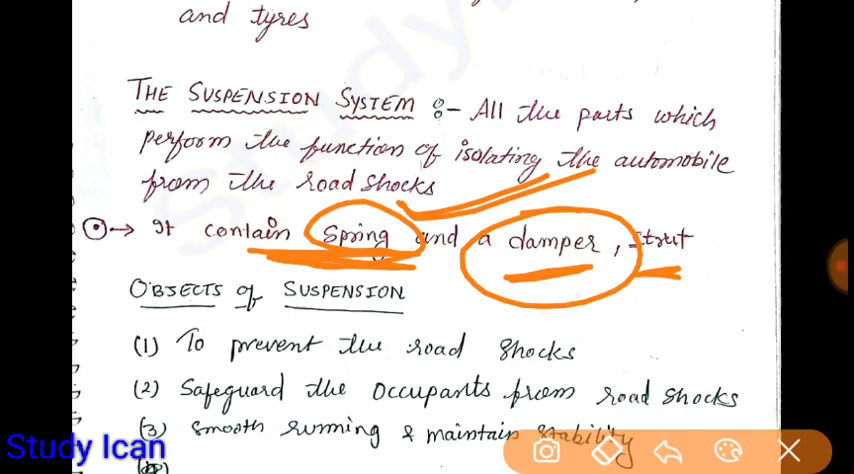 and tyres
THE SUSPENSION SYSTEM :- All the parts which
perform the function of isolating the automobile
from the road shocks
It contain spring and a damper, strut
OBJECTS of SUSPENSION
(1) To prevent the road shocks
(2) Safeguard the occupants from road shocks
(3) smooth running & maintain stability
Study Ican